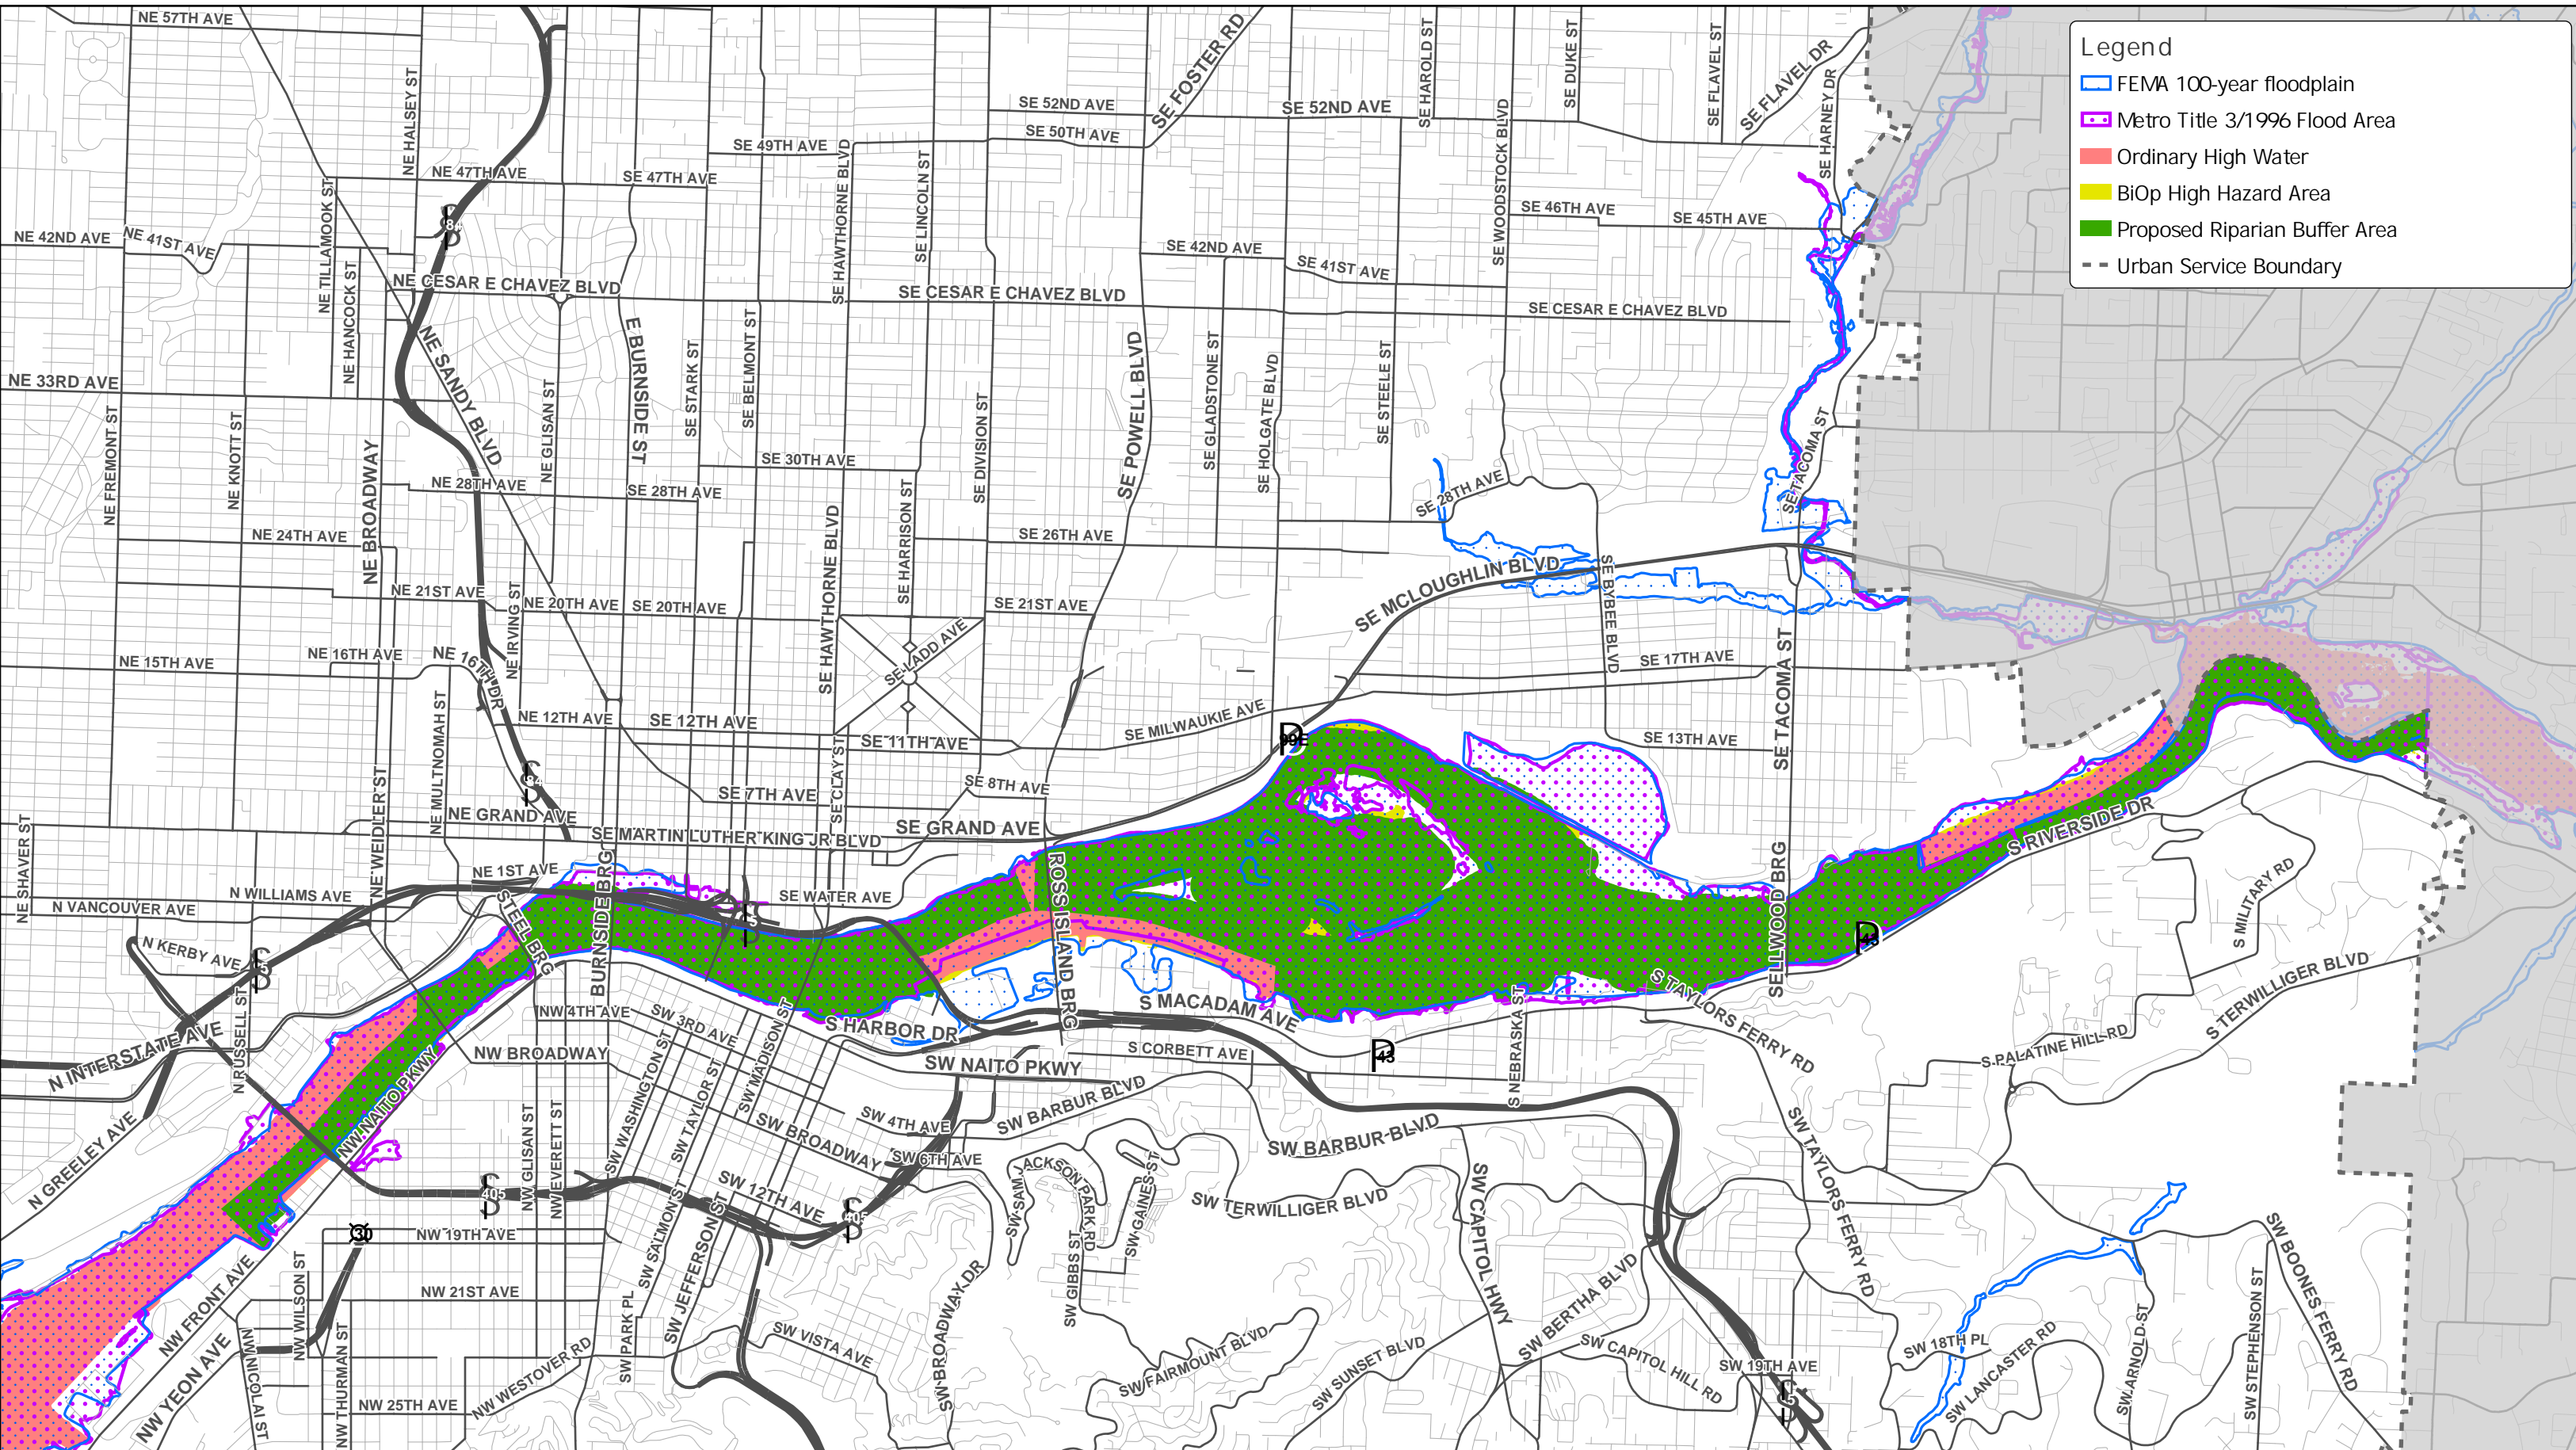 NE 57TH AVE
Legend
FEMA 100-year floodplain
Metro Title 3/1996 Flood Area
Ordinary High Water
BiOp High Hazard Area
Proposed Riparian Buffer Area
Urban Service Boundary
NE HALSEY ST
SE FOSTER RD
SE HAROLD ST
SE DUKE ST
SE FLAVEL ST
SE FLAVEL DR
SE HARNEY DR
SE 52ND AVE
SE 52ND AVE
SE 50TH AVE
SE 49TH AVE
SE HAWTHORNE BLVD
SE LINCOLN ST
SE WOODSTOCK BLVD
NE 47TH AVE
SE 47TH AVE
NE TILLAMOOK ST
84
SE 46TH AVE
SE 45TH AVE
NE 42ND AVE
NE 41ST AVE
SE 42ND AVE
SE 41ST AVE
NE HANCOCK ST
NE CESAR E CHAVEZ BLVD
SE CESAR E CHAVEZ BLVD
SE CESAR E CHAVEZ BLVD
NE SANDY BLVD
E BURNSIDE ST
SE STARK ST
SE BELMONT ST
SE POWELL BLVD
SE GLADSTONE ST
SE HOLGATE BLVD
SE STEELE ST
NE 33RD AVE
NE FREMONT ST
NE KNOTT ST
NE BROADWAY
NE GLISAN ST
SE DIVISION ST
SE TACOMA ST
SE 30TH AVE
NE 28TH AVE
SE 28TH AVE
SE 28TH AVE
SE HARRISON ST
SE HAWTHORNE BLVD
NE 24TH AVE
SE 26TH AVE
SE MCLOUGHLIN BLVD
SE BYBEE BLVD
NE 21ST AVE
NE IRVING ST
NE 20TH AVE
SE 20TH AVE
SE 21ST AVE
SE LADD AVE
NE 15TH AVE
NE 16TH AVE
NE 16TH DR
SE 17TH AVE
SE TACOMA ST
NE MULTNOMAH ST
NE 12TH AVE
SE 12TH AVE
SE 11TH AVE
SE MILWAUKIE AVE
99E
SE 13TH AVE
SE CLAY ST
NE WEIDLER ST
84
SE 7TH AVE
SE 8TH AVE
NE SHAVER ST
NE GRAND AVE
SE MARTIN LUTHER KING JR BLVD
SE GRAND AVE
S RIVERSIDE DR
NE 1ST AVE
BURNSIDE BRG
ROSS ISLAND BRG
SELLWOOD BRG
S MILITARY RD
N WILLIAMS AVE
SE WATER AVE
N VANCOUVER AVE
STEEL BRG
5
43
N KERBY AVE
5
S TERWILLIGER BLVD
N RUSSELL ST
S MACADAM AVE
S NEBRASKA ST
S TAYLORS FERRY RD
NW 4TH AVE
SW 3RD AVE
SW MADISON ST
S HARBOR DR
N INTERSTATE AVE
NW NAITO PKWY
NW BROADWAY
SW WASHINGTON ST
SW TAYLOR ST
SW NAITO PKWY
S CORBETT AVE
43
S PALATINE HILL RD
N GREELEY AVE
NW GLISAN ST
NW EVERETT ST
SW BROADWAY
SW 4TH AVE
SW BARBUR BLVD
SW BARBUR BLVD
SW TAYLORS FERRY RD
SW 6TH AVE
SW SAM JACKSON PARK RD
SW GAINES ST
SW CAPITOL HWY
405
SW SALMON ST
SW 12TH AVE
405
SW TERWILLIGER BLVD
30
NW 19TH AVE
SW JEFFERSON ST
SW GIBBS ST
SW BERTHA BLVD
SW BOONES FERRY RD
NW FRONT AVE
NW WILSON ST
NW 21ST AVE
SW PARK PL
SW BROADWAY DR
SW STEPHENSON ST
SW ARNOLD ST
NW YEON AVE
NW NICOLAI ST
NW THURMAN ST
NW WESTOVER RD
SW VISTA AVE
SW FAIRMOUNT BLVD
SW SUNSET BLVD
SW CAPITOL HILL RD
SW 19TH AVE
SW 18TH PL
SW LANCASTER RD
NW 25TH AVE
5